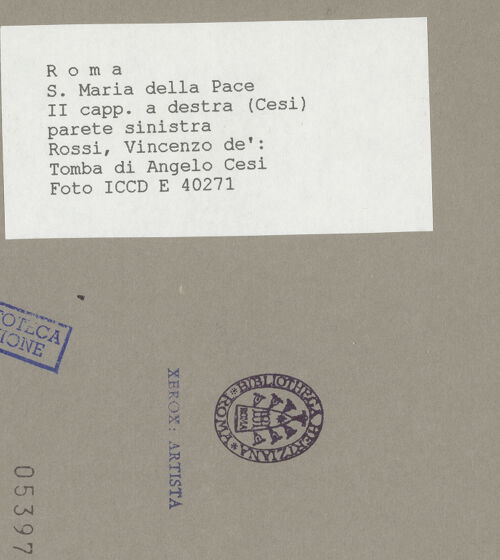 R o m a
S. Maria della Pace
II capp. a destra (Cesi)
parete sinistra
Rossi, Vincenzo de':
Tomba di Angelo Cesi
Foto ICCD E 40271
XEROX: ARTISTA
*BIBLIOTHECA HERTZIANA*ROMA
05397